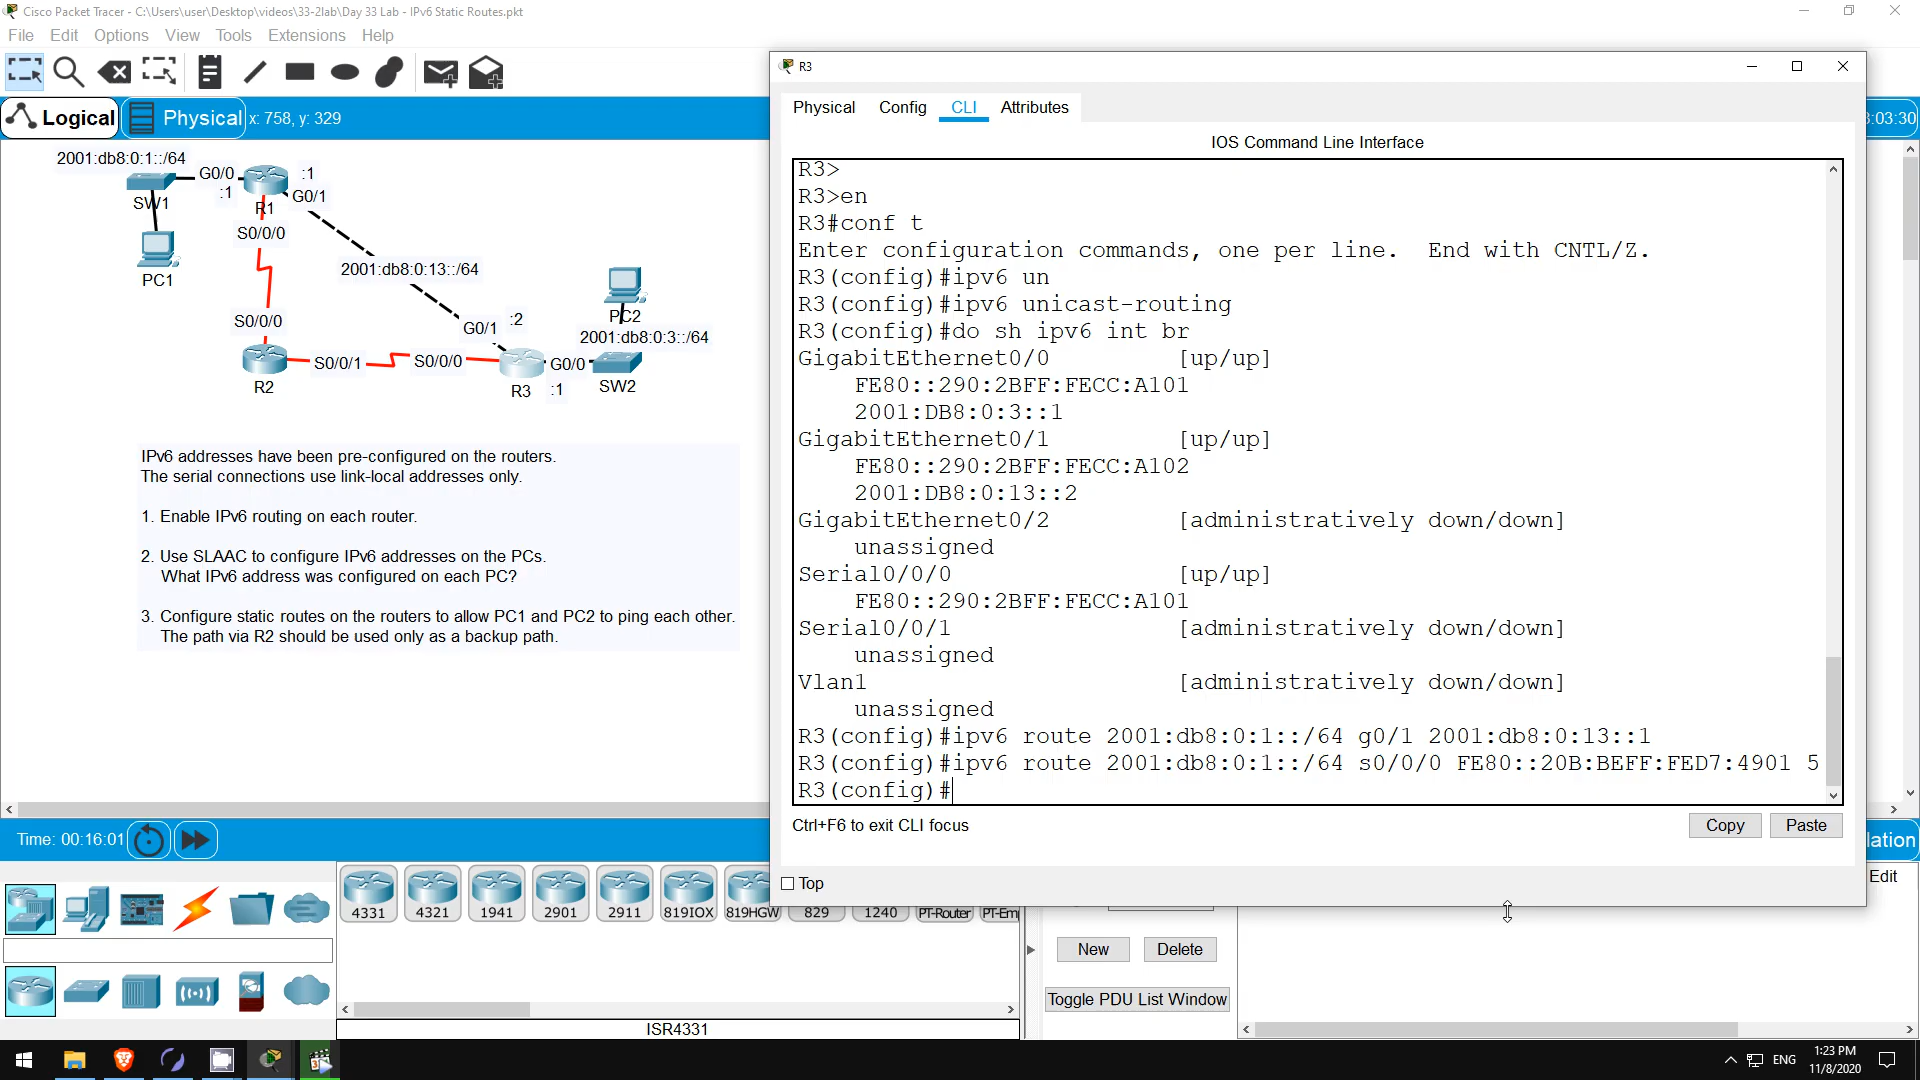 Cisco Packet Tracer - C:\Users\user\Desktop\videos\33-2lab\Day 33 Lab - IPv6 Static Routes.pkt
File Edit Options View Tools Extensions Help
Logical
Physical
x: 758, y: 329
3:03:30
2001:db8:0:1::/64
G0/0
:1
:1
G0/1
SW1
R1
S0/0/0
PC1
2001:db8:0:13::/64
S0/0/0
G0/1
:2
PC2
2001:db8:0:3::/64
S0/0/1
S0/0/0
G0/0
R2
R3
:1
SW2
IPv6 addresses have been pre-configured on the routers.
The serial connections use link-local addresses only.
1. Enable IPv6 routing on each router.
2. Use SLAAC to configure IPv6 addresses on the PCs.
What IPv6 address was configured on each PC?
3. Configure static routes on the routers to allow PC1 and PC2 to ping each other.
The path via R2 should be used only as a backup path.
R3
Physical Config CLI Attributes
IOS Command Line Interface
R3>
R3>en
R3#conf t
Enter configuration commands, one per line.  End with CNTL/Z.
R3(config)#ipv6 un
R3(config)#ipv6 unicast-routing
R3(config)#do sh ipv6 int br
GigabitEthernet0/0 [up/up]
FE80::290:2BFF:FECC:A101
2001:DB8:0:3::1
GigabitEthernet0/1 [up/up]
FE80::290:2BFF:FECC:A102
2001:DB8:0:13::2
GigabitEthernet0/2 [administratively down/down]
unassigned
Serial0/0/0 [up/up]
FE80::290:2BFF:FECC:A101
Serial0/0/1 [administratively down/down]
unassigned
Vlan1 [administratively down/down]
unassigned
R3(config)#ipv6 route 2001:db8:0:1::/64 g0/1 2001:db8:0:13::1
R3(config)#ipv6 route 2001:db8:0:1::/64 s0/0/0 FE80::20B:BEFF:FED7:4901 5
R3(config)#
Ctrl+F6 to exit CLI focus
Copy
Paste
Top
Time: 00:16:01
lation
Edit
4331 4321 1941 2901 2911 819IOX 819HGW 829 1240 PT-Router PT-Em
New
Delete
Toggle PDU List Window
ISR4331
ENG
1:23 PM
11/8/2020